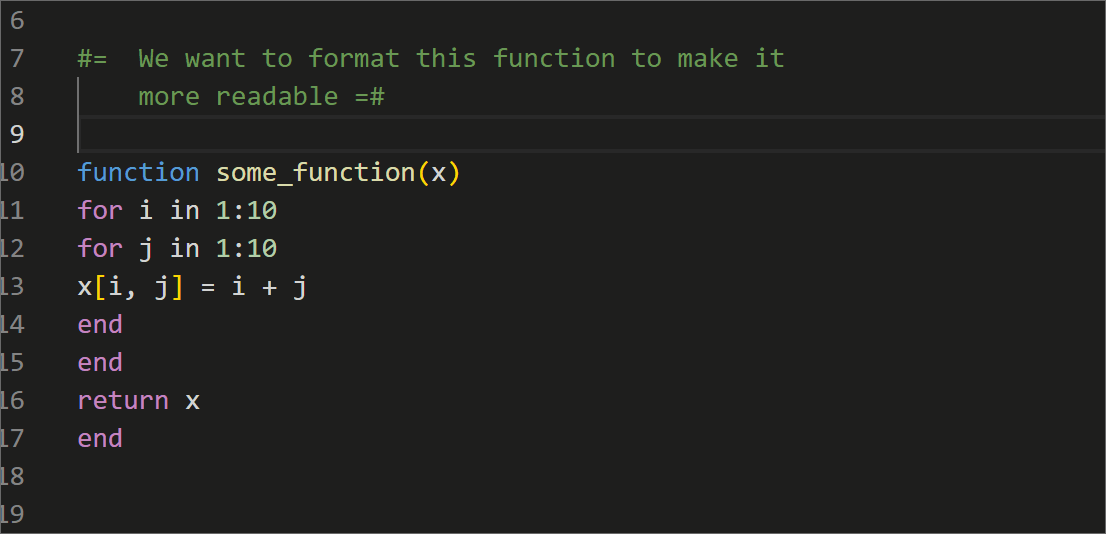 6
7 #= We want to format this function to make it
8 more readable =#
9
10 function some_function(x)
11 for i in 1:10
12 for j in 1:10
13 x[i, j] = i + j
14 end
15 end
16 return x
17 end
18
19